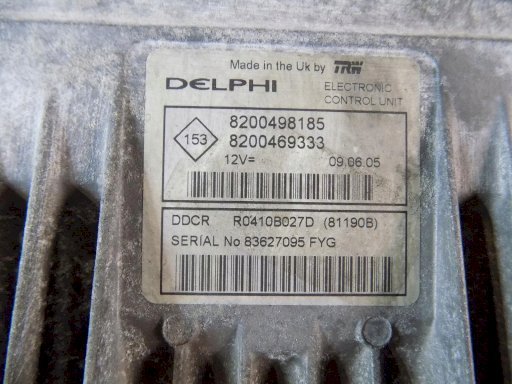 Made in the Uk by TRW
DELPHI
ELECTRONIC
CONTROL UNIT
153
8200498185
8200469333
12V=
09.06.05
DDCR R0410B027D (81190B)
SERIAL No 83627095 FYG